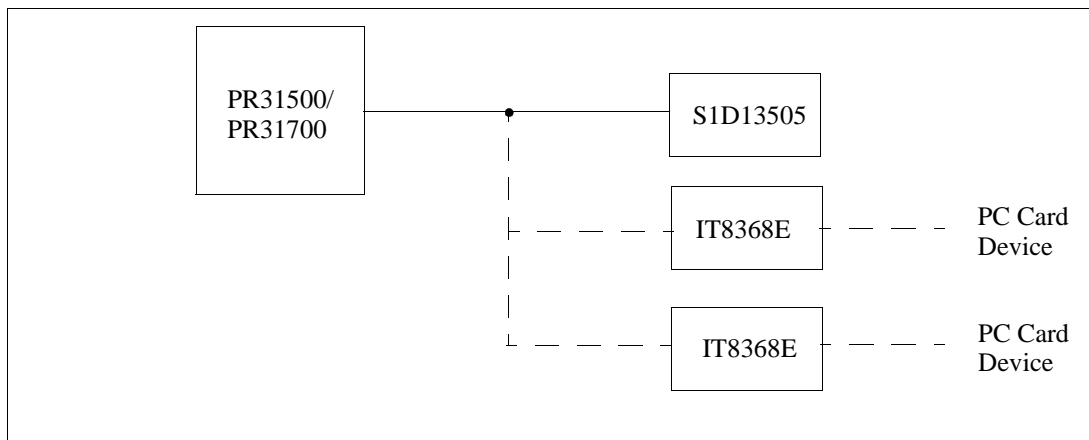 PR31500/
PR31700
S1D13505
IT8368E
PC Card
Device
IT8368E
PC Card
Device